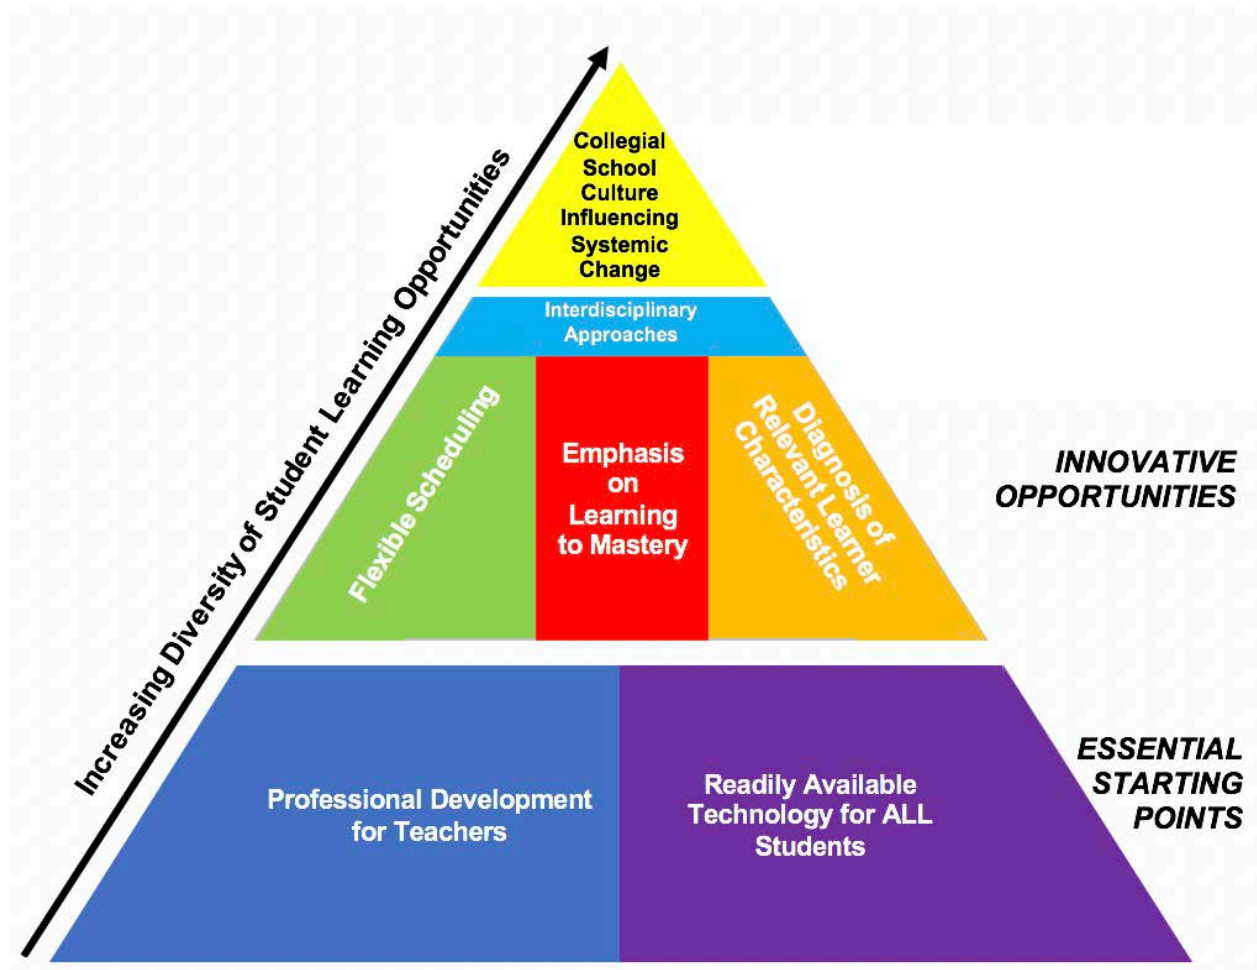 Increasing Diversity of Student Learning Opportunities
Collegial
School
Culture
Influencing
Systemic
Change
Interdisciplinary
Approaches
Flexible Scheduling
Emphasis
on
Learning
to Mastery
Diagnosis of
Relevant Learner
Characteristics
INNOVATIVE
OPPORTUNITIES
Professional Development
for Teachers
Readily Available
Technology for ALL
Students
ESSENTIAL
STARTING
POINTS